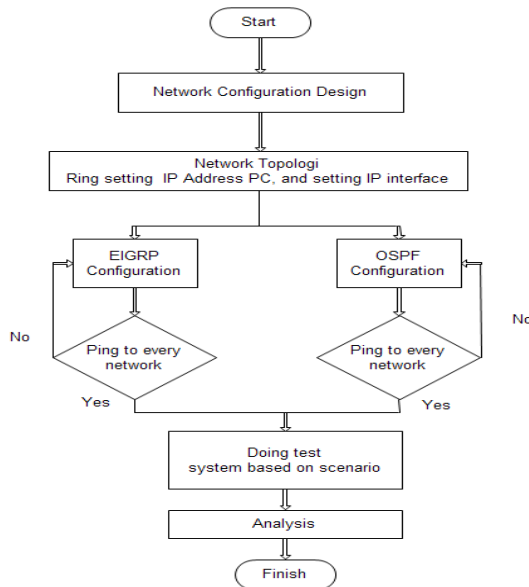 Start
Network Configuration Design
Network Topologi
Ring setting IP Address PC, and setting IP interface
EIGRP
Configuration
OSPF
Configuration
No
No
Ping to every
network
Ping to every
network
Yes
Yes
Doing test
system based on scenario
Analysis
Finish